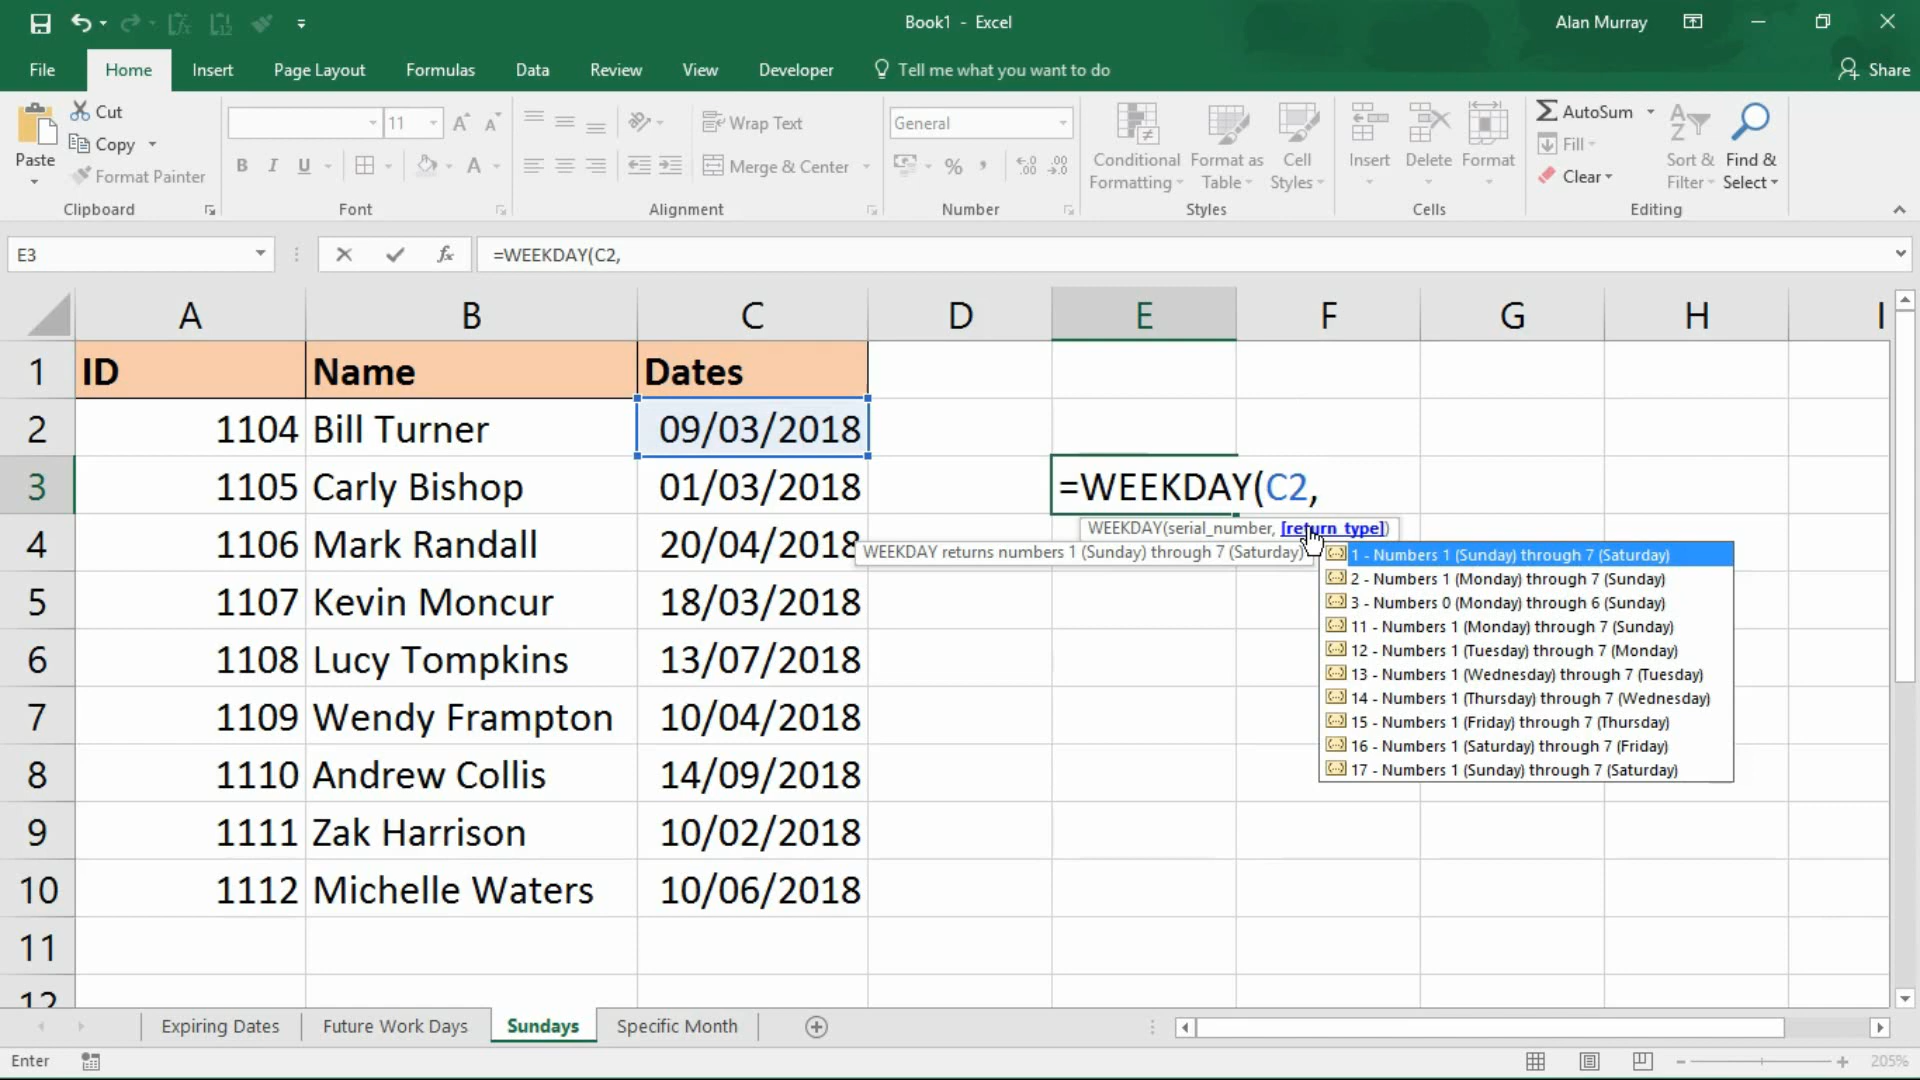 Book1 - Excel
Alan Murray
File Home Insert Page Layout Formulas Data Review View Developer Tell me what you want to do Share
Paste
Cut
Copy
Format Painter
Clipboard
11
B I U A
Font
Wrap Text
Merge & Center
Alignment
General
%
Number
Conditional Formatting
Format as Table
Cell Styles
Styles
Insert Delete Format
Cells
AutoSum
Fill
Clear
Sort & Filter
Find & Select
Editing
E3 fx =WEEKDAY(C2,
A B C D E F G H I
1 ID Name Dates
2 1104 Bill Turner 09/03/2018
3 1105 Carly Bishop 01/03/2018 =WEEKDAY(C2,
WEEKDAY(serial_number, [return_type])
4 1106 Mark Randall 20/04/2018
WEEKDAY returns numbers 1 (Sunday) through 7 (Saturday)
1 - Numbers 1 (Sunday) through 7 (Saturday)
2 - Numbers 1 (Monday) through 7 (Sunday)
3 - Numbers 0 (Monday) through 6 (Sunday)
11 - Numbers 1 (Monday) through 7 (Sunday)
12 - Numbers 1 (Tuesday) through 7 (Monday)
13 - Numbers 1 (Wednesday) through 7 (Tuesday)
14 - Numbers 1 (Thursday) through 7 (Wednesday)
15 - Numbers 1 (Friday) through 7 (Thursday)
16 - Numbers 1 (Saturday) through 7 (Friday)
17 - Numbers 1 (Sunday) through 7 (Saturday)
5 1107 Kevin Moncur 18/03/2018
6 1108 Lucy Tompkins 13/07/2018
7 1109 Wendy Frampton 10/04/2018
8 1110 Andrew Collis 14/09/2018
9 1111 Zak Harrison 10/02/2018
10 1112 Michelle Waters 10/06/2018
11
12
Expiring Dates Future Work Days Sundays Specific Month
Enter
205%